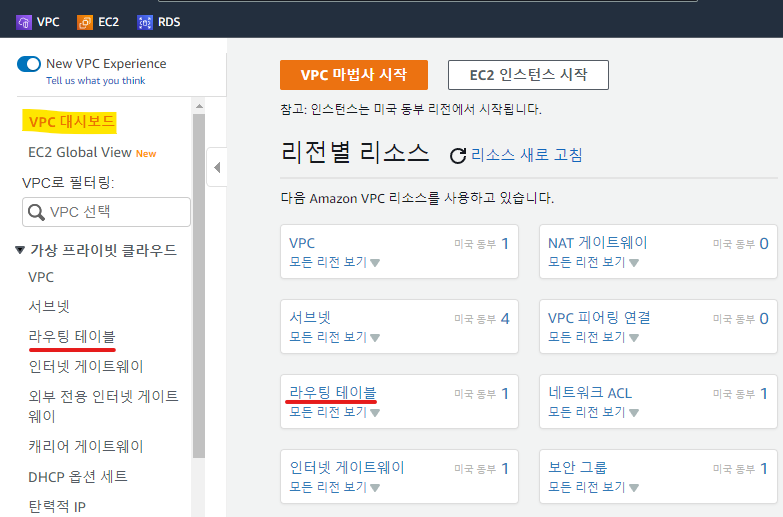 VPC EC2 RDS
New VPC Experience
Tell us what you think
VPC 대시보드
EC2 Global View New
VPC로 필터링:
VPC 선택
가상 프라이빗 클라우드
VPC
서브넷
라우팅 테이블
인터넷 게이트웨이
외부 전용 인터넷 게이트
웨이
캐리어 게이트웨이
DHCP 옵션 세트
탄력적 IP
VPC 마법사 시작 EC2 인스턴스 시작
참고: 인스턴스는 미국 동부 리전에서 시작됩니다.
리전별 리소스 리소스 새로 고침
다음 Amazon VPC 리소스를 사용하고 있습니다.
VPC 미국 동부 1
모든 리전 보기
NAT 게이트웨이 미국 동부 0
모든 리전 보기
서브넷 미국 동부 4
모든 리전 보기
VPC 피어링 연결 미국 동부 0
모든 리전 보기
라우팅 테이블 미국 동부 1
모든 리전 보기
네트워크 ACL 미국 동부 1
모든 리전 보기
인터넷 게이트웨이 미국 동부 1
모든 리전 보기
보안 그룹 미국 동부 1
모든 리전 보기